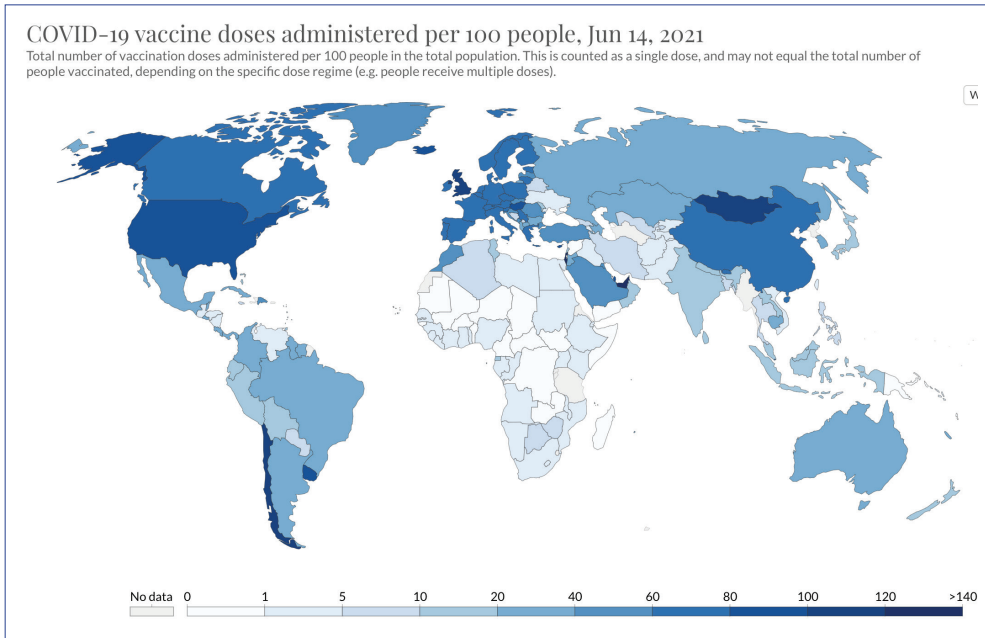 COVID-19 vaccine doses administered per 100 people, Jun 14, 2021
Total number of vaccination doses administered per 100 people in the total population. This is counted as a single dose, and may not equal the total number of
people vaccinated, depending on the specific dose regime (e.g. people receive multiple doses).
W
No data 0 1 5 10 20 40 60 80 100 120 >140